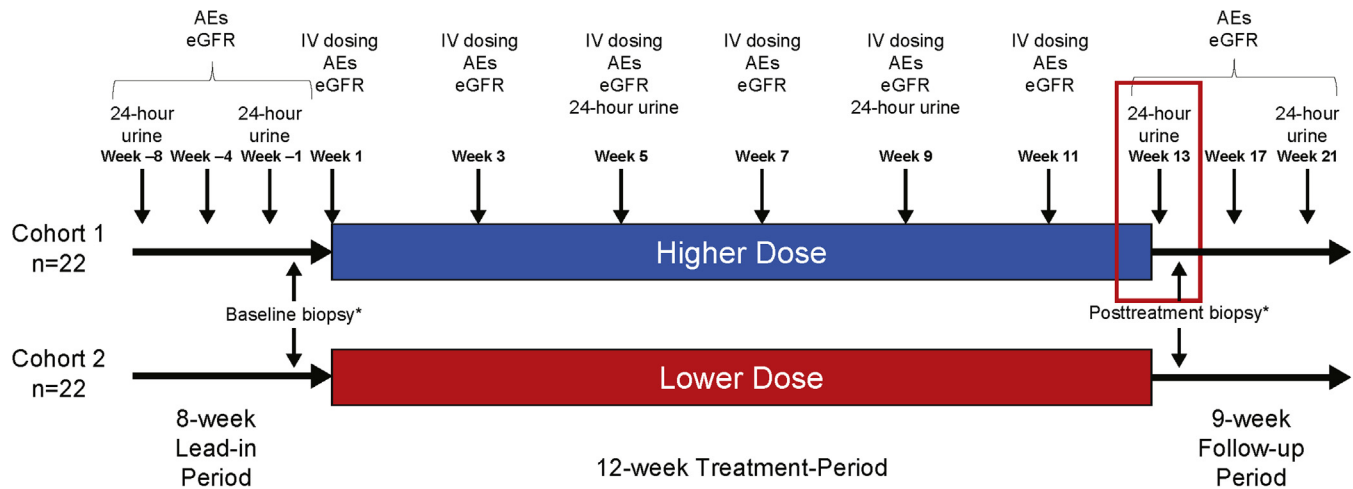 AEs
eGFR
24-hour
urine
Week –8
Week –4
24-hour
urine
Week –1
IV dosing
AEs
eGFR
Week 1
IV dosing
AEs
eGFR
Week 3
IV dosing
AEs
eGFR
24-hour urine
Week 5
IV dosing
AEs
eGFR
Week 7
IV dosing
AEs
eGFR
24-hour urine
Week 9
IV dosing
AEs
eGFR
Week 11
AEs
eGFR
24-hour
urine
Week 13
Week 17
24-hour
urine
Week 21
Cohort 1
n=22
Higher Dose
Baseline biopsy*
Posttreatment biopsy*
Cohort 2
n=22
Lower Dose
8-week
Lead-in
Period
12-week Treatment-Period
9-week
Follow-up
Period